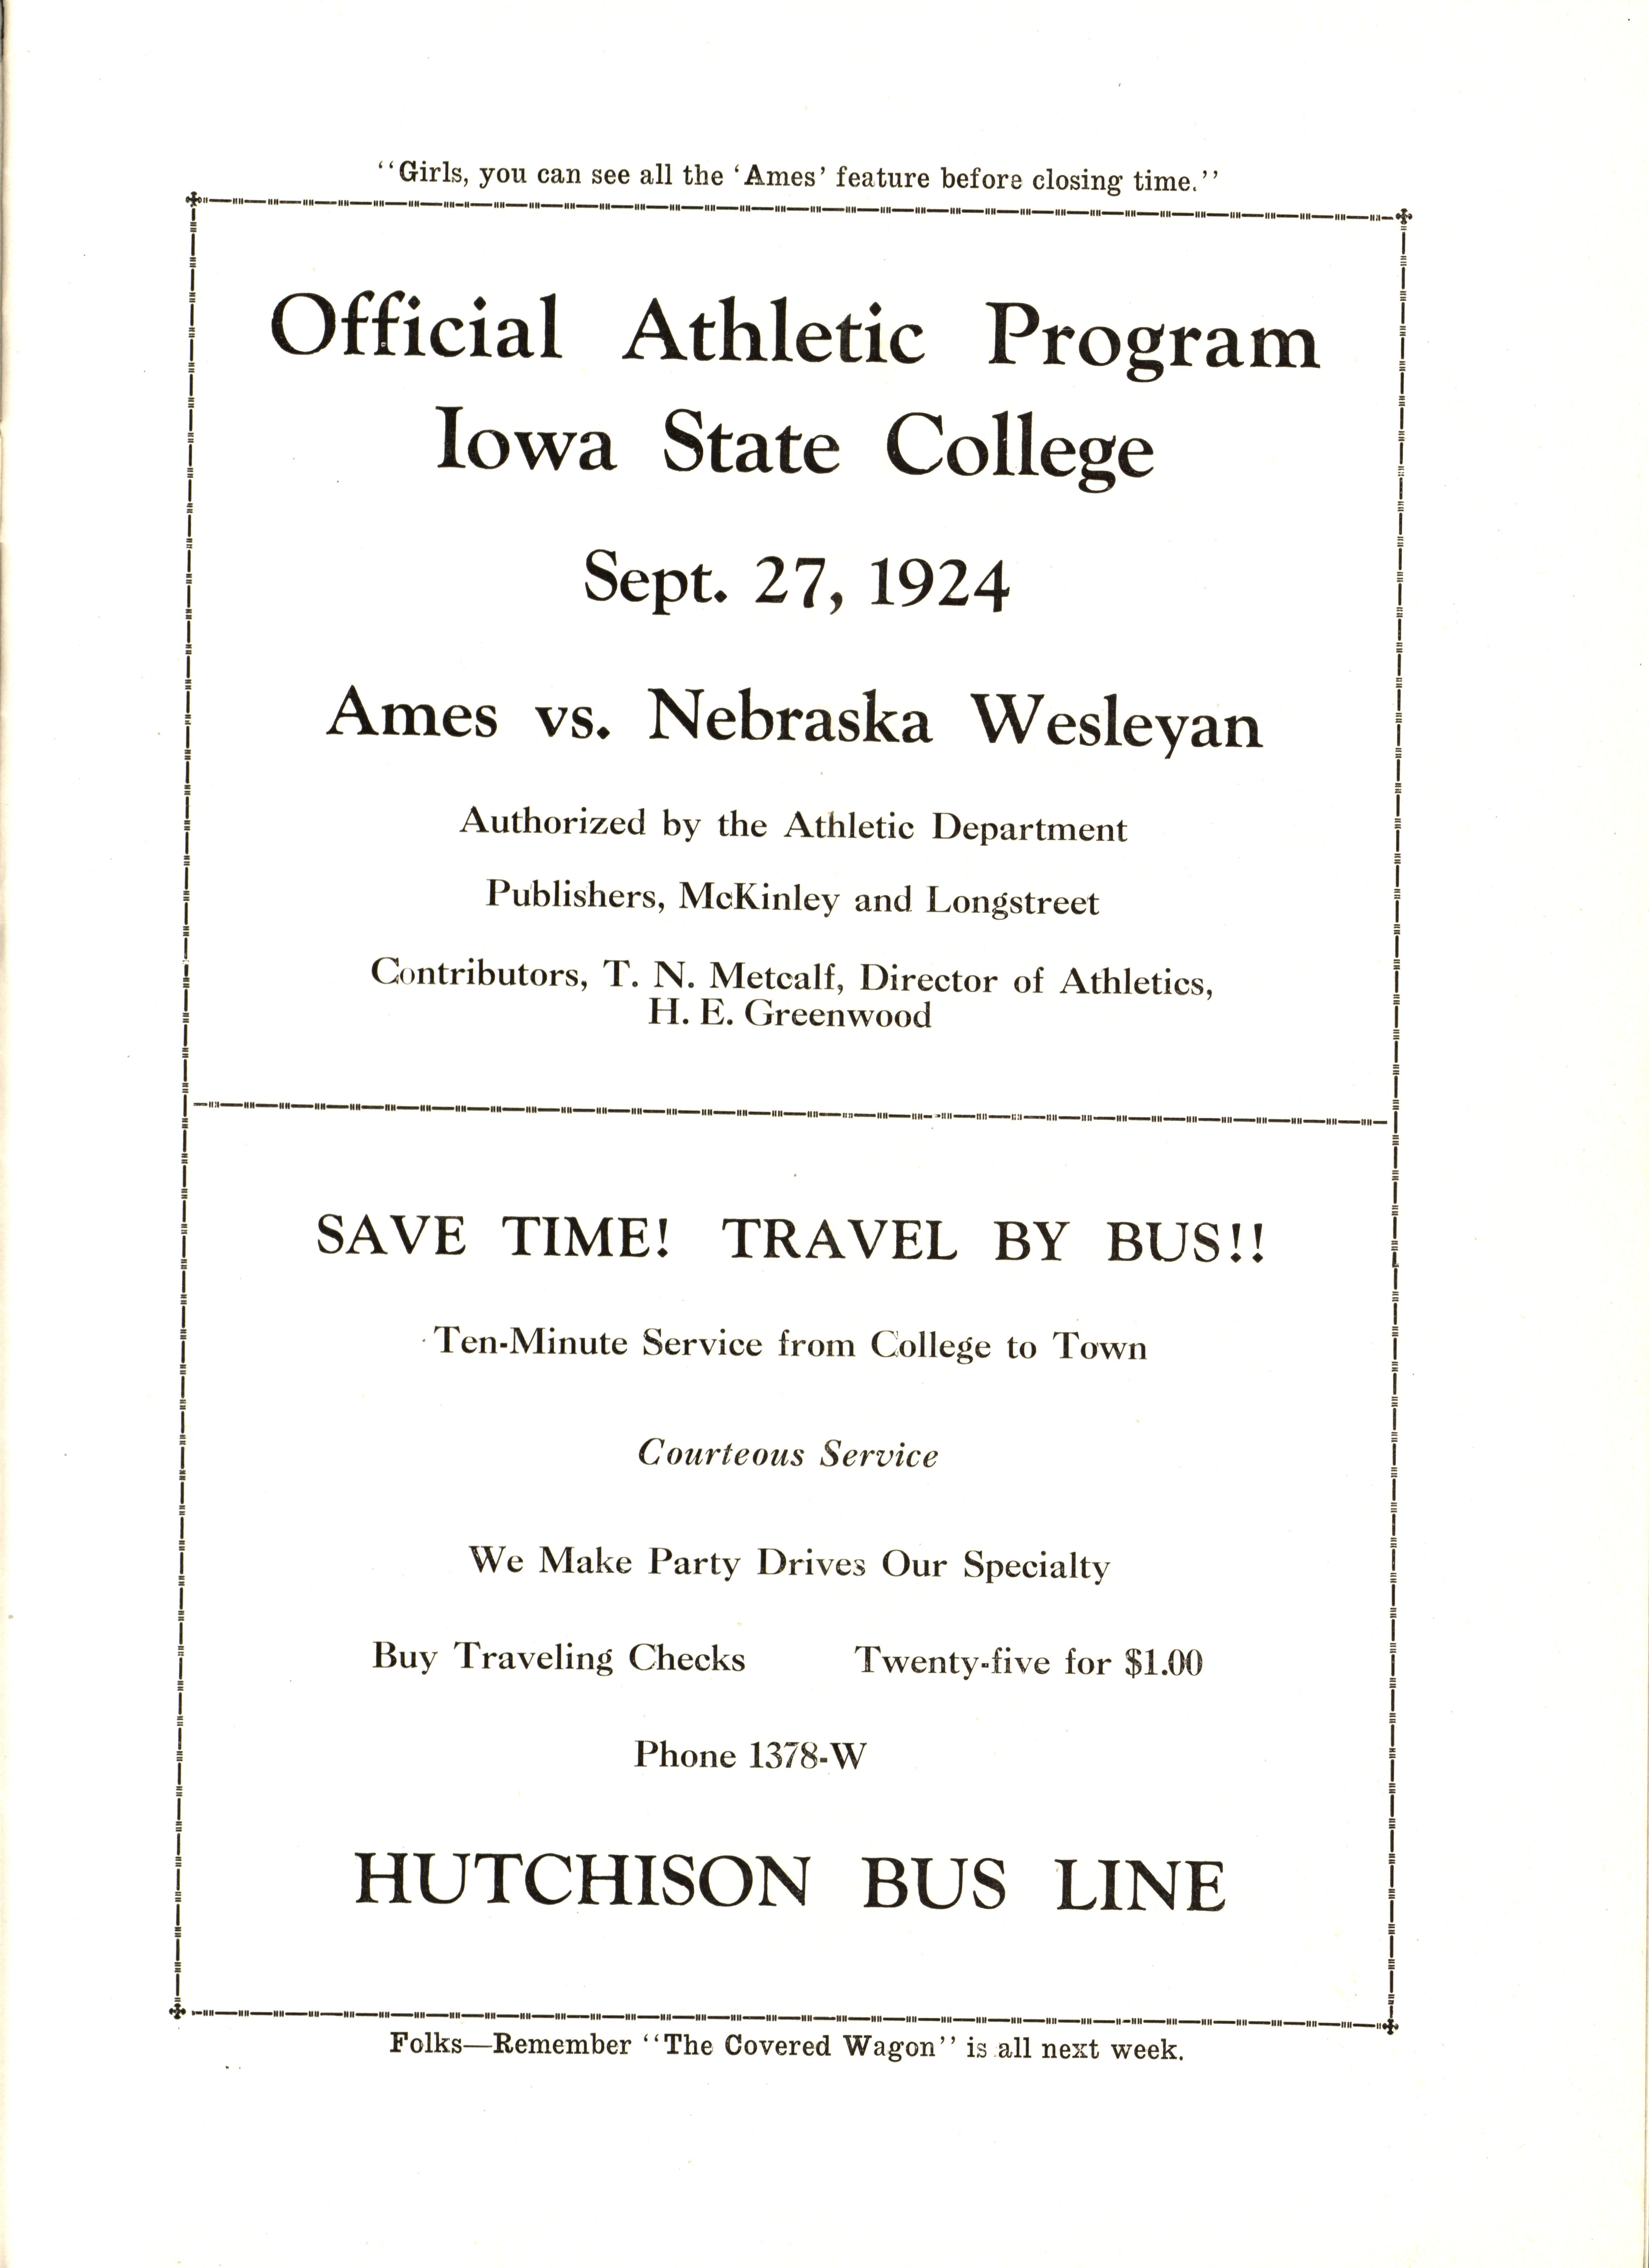 "Girls, you can see all the 'Ames' feature before closing time."
Official Athletic Program
Iowa State College
Sept. 27, 1924
Ames vs. Nebraska Wesleyan
Authorized by the Athletic Department
Publishers, McKinley and Longstreet
Contributors, T. N. Metcalf, Director of Athletics,
H. E. Greenwood
SAVE TIME! TRAVEL BY BUS!!
Ten-Minute Service from College to Town
Courteous Service
We Make Party Drives Our Specialty
Buy Traveling Checks Twenty-five for $1.00
Phone 1378-W
HUTCHISON BUS LINE
Folks—Remember "The Covered Wagon" is all next week.